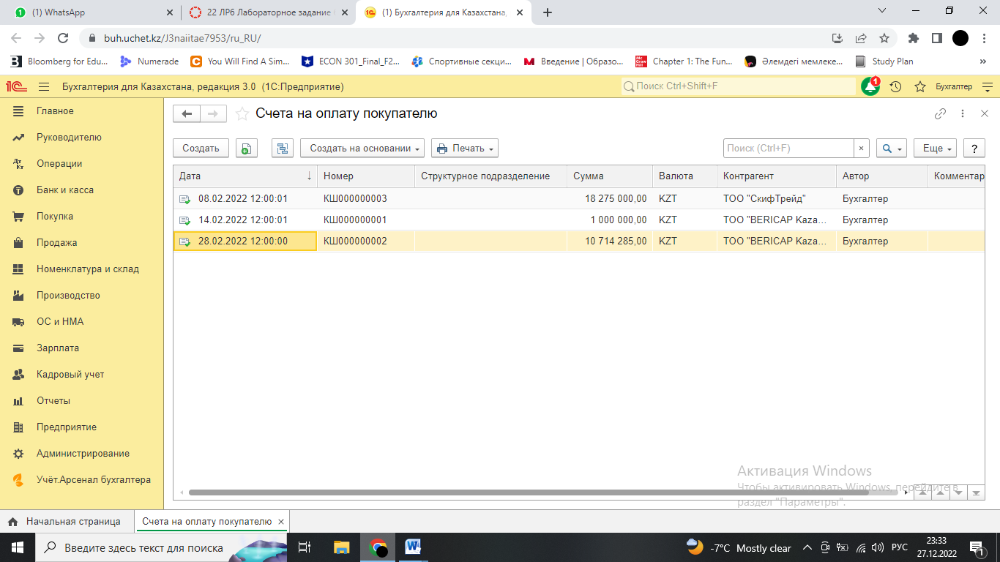 (1) WhatsApp
22 ЛР6 Лабораторное задание
(1) Бухгалтерия для Казахстана,
buh.uchet.kz/J3naiitae7953/ru_RU/
Bloomberg for Edu...
Numerade
You Will Find A Sim...
ECON 301_Final_F2...
Спортивные секци...
Введение | Образо...
Chapter 1: The Fun...
Әлемдегі мемлеке...
Study Plan
»
1С Бухгалтерия для Казахстана, редакция 3.0 (1С:Предприятие)
Поиск Ctrl+Shift+F
1
Бухгалтер
Главное
Руководителю
Операции
Банк и касса
Покупка
Продажа
Номенклатура и склад
Производство
ОС и НМА
Зарплата
Кадровый учет
Отчеты
Предприятие
Администрирование
Учёт.Арсенал бухгалтера
Счета на оплату покупателю
Создать
Создать на основании
Печать
Поиск (Ctrl+F)
×
Еще
?
Дата ↓ Номер Структурное подразделение Сумма Валюта Контрагент Автор Комментар
08.02.2022 12:00:01 КШ000000003 18 275 000,00 KZT ТОО "СкифТрейд" Бухгалтер
14.02.2022 12:00:01 КШ000000001 1 000 000,00 KZT ТОО "BERICAP Kaza... Бухгалтер
28.02.2022 12:00:00 КШ000000002 10 714 285,00 KZT ТОО "BERICAP Kaza... Бухгалтер
Активация Windows
Чтобы активировать Windows, перейдите в
раздел "Параметры".
Начальная страница
Счета на оплату покупателю ×
Введите здесь текст для поиска
-7°C Mostly clear
РУС
23:33
27.12.2022
1